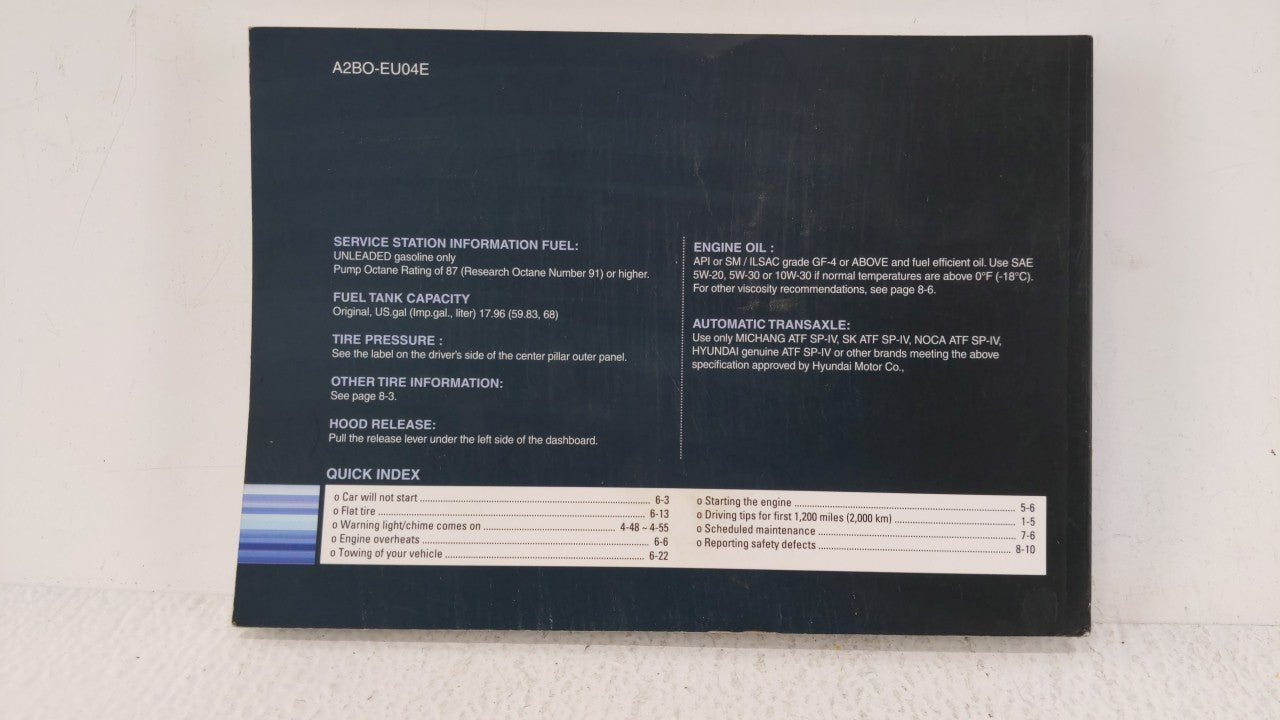 A2BO-EU04E
SERVICE STATION INFORMATION FUEL:
UNLEADED gasoline only
Pump Octane Rating of 87 (Research Octane Number 91) or higher.
FUEL TANK CAPACITY
Original, US.gal (Imp.gal., liter) 17.96 (59.83, 68)
TIRE PRESSURE :
See the label on the driver's side of the center pillar outer panel.
OTHER TIRE INFORMATION:
See page 8-3.
HOOD RELEASE:
Pull the release lever under the left side of the dashboard.
ENGINE OIL :
API or SM / ILSAC grade GF-4 or ABOVE and fuel efficient oil. Use SAE
5W-20, 5W-30 or 10W-30 if normal temperatures are above 0°F (-18°C).
For other viscosity recommendations, see page 8-6.
AUTOMATIC TRANSAXLE:
Use only MICHANG ATF SP-IV, SK ATF SP-IV, NOCA ATF SP-IV,
HYUNDAI genuine ATF SP-IV or other brands meeting the above
specification approved by Hyundai Motor Co.,
QUICK INDEX
o Car will not start ........ 6-3
o Flat tire ........ 6-13
o Warning light/chime comes on ........ 4-48 ~ 4-55
o Engine overheats ........ 6-6
o Towing of your vehicle ........ 6-22
o Starting the engine ........ 5-6
o Driving tips for first 1,200 miles (2,000 km) ........ 1-5
o Scheduled maintenance ........ 7-6
o Reporting safety defects ........ 8-10